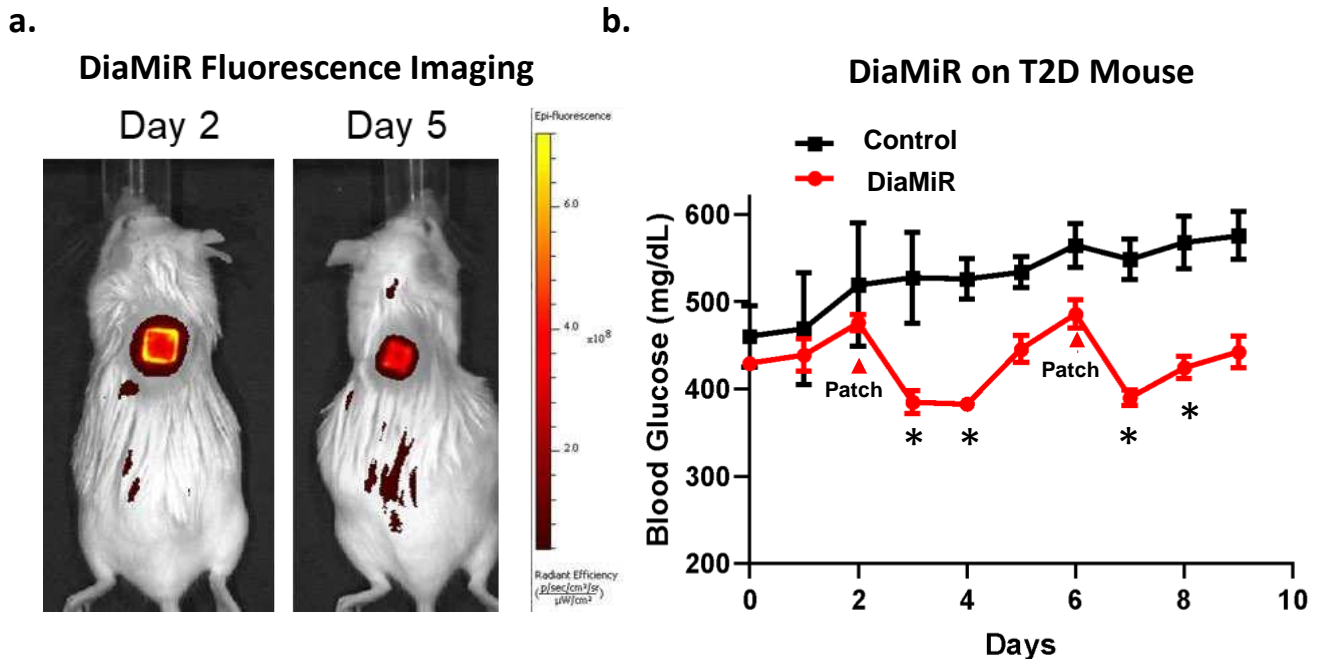 a.
DiaMiR Fluorescence Imaging
Day 2
Day 5
Epi-fluorescence
6.0
4.0
x10⁸
2.0
Radiant Efficiency
(p/sec/cm²/sr
µW/cm²)
b.
DiaMiR on T2D Mouse
Control
DiaMiR
Blood Glucose (mg/dL)
600
500
400
300
200
Patch
Patch
* * * *
0 2 4 6 8 10
Days